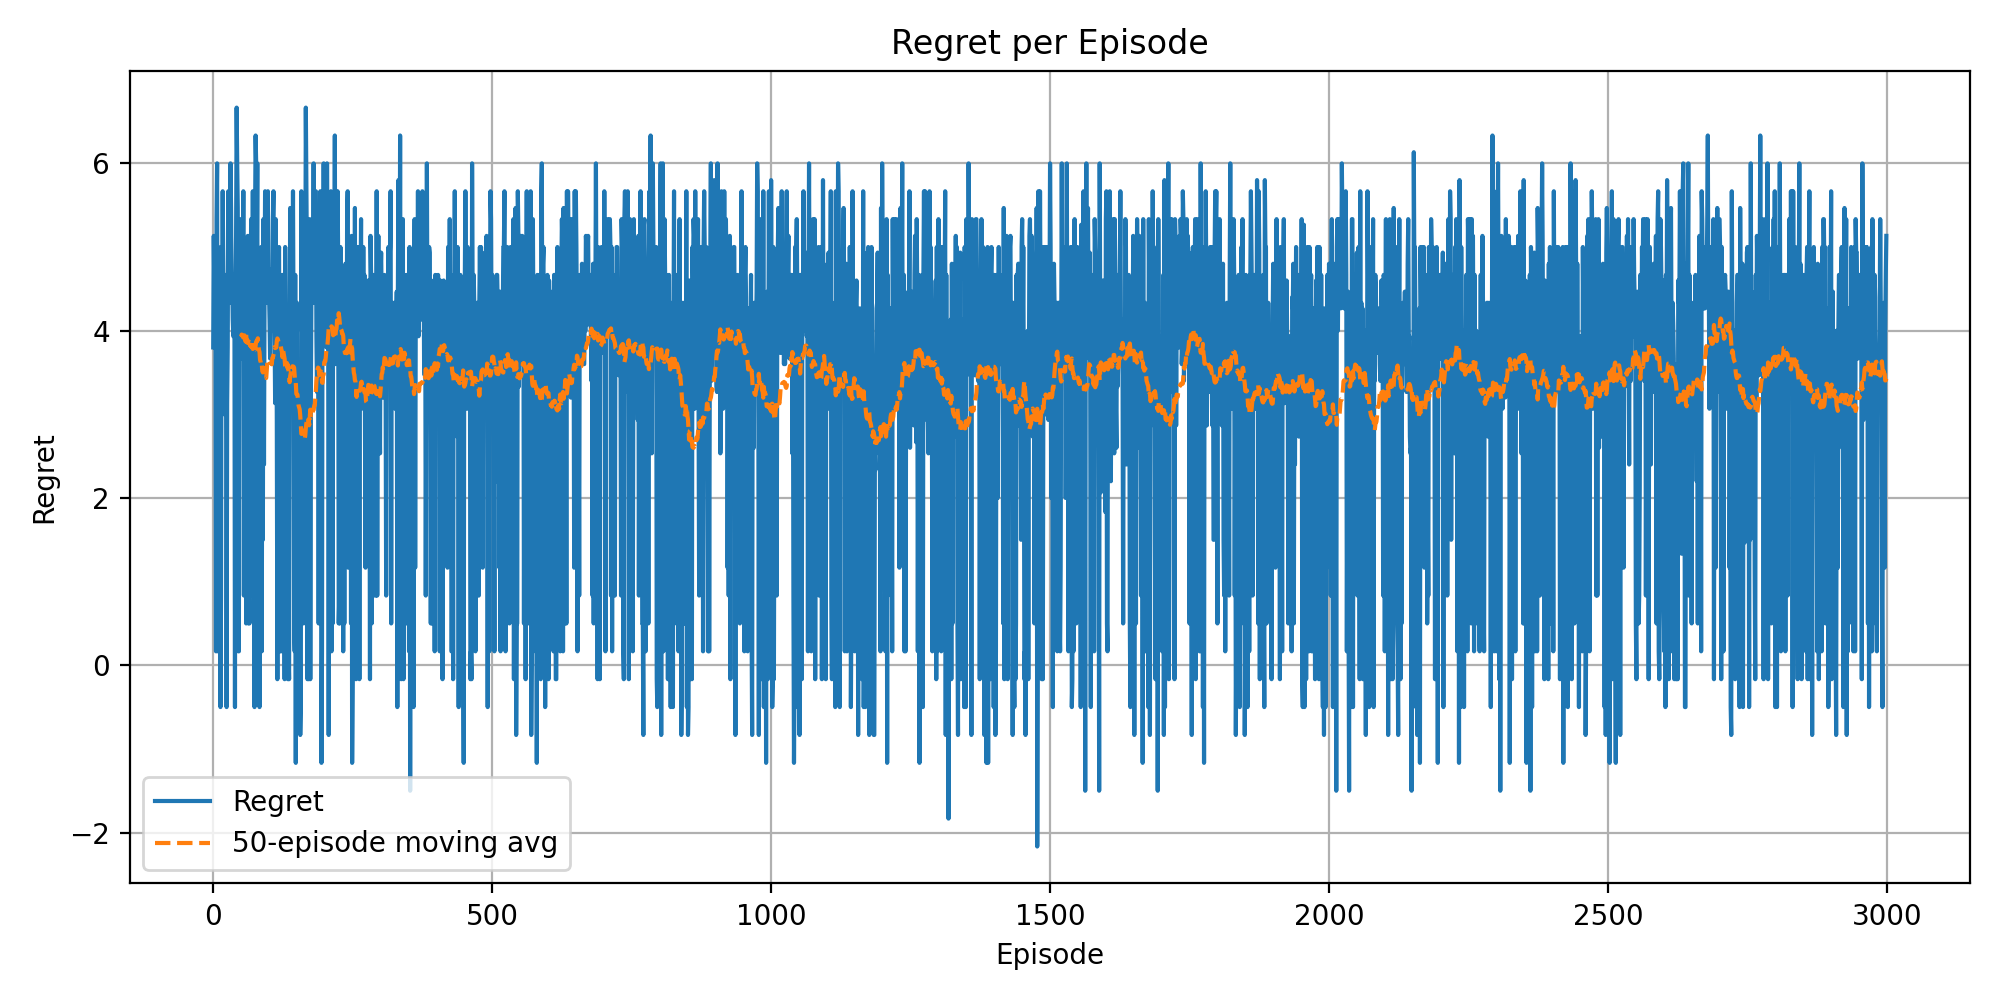 Regret per Episode
6
4
2
0
−2
Regret
Regret
50-episode moving avg
0 500 1000 1500 2000 2500 3000
Episode